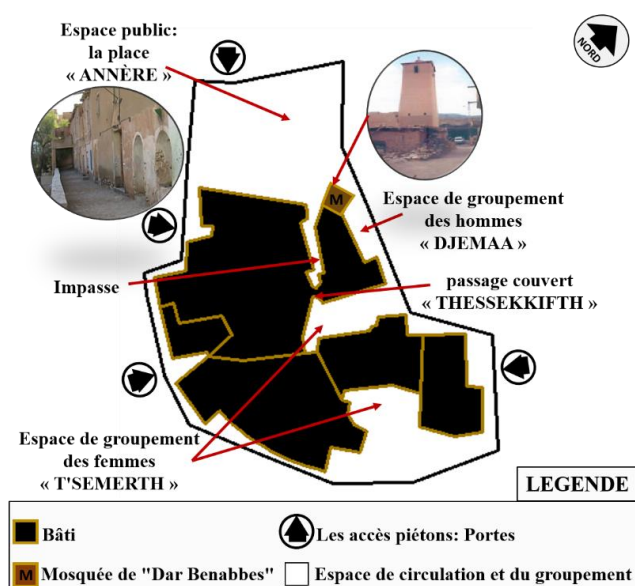 Espace public:
la place
« ANNÈRE »
NORD
M
Espace de groupement
des hommes
« DJEMAA »
Impasse
passage couvert
« THESSEKKIFTH »
Espace de groupement
des femmes
« T'SEMERTH »
LEGENDE
Bâti
Les accès piétons: Portes
M Mosquée de "Dar Benabbes"
Espace de circulation et du groupement